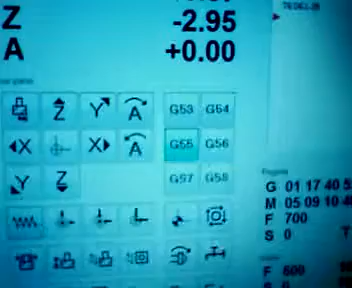 Z -2.95
A +0.00
Z Y A G53 G54
X X A G55 G56
Y Z G57 G58
G 01 17 40
M 05 09 10
F 700
S 0 T
F 600
S 0